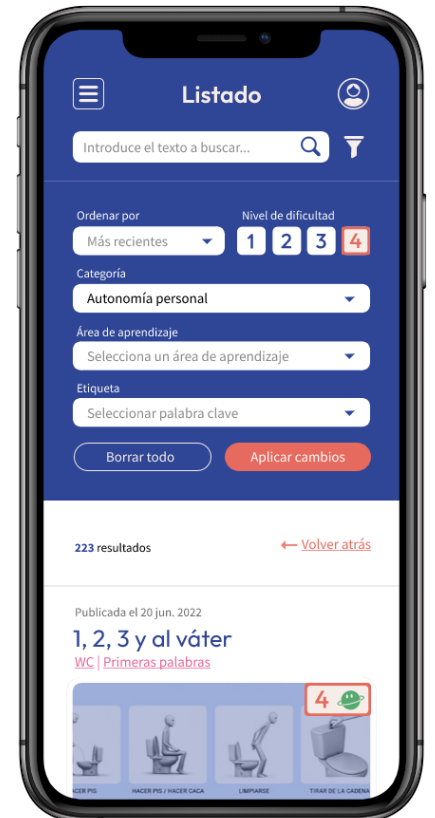 Listado
Introduce el texto a buscar...
Ordenar por
Nivel de dificultad
Más recientes
1 2 3 4
Categoría
Autonomía personal
Área de aprendizaje
Selecciona un área de aprendizaje
Etiqueta
Seleccionar palabra clave
Borrar todo
Aplicar cambios
223 resultados
← Volver atrás
Publicada el 20 jun. 2022
1, 2, 3 y al váter
WC | Primeras palabras
4
ACER PIS
HACER PIS / HACER CACA
LIMPIARSE
TIRAR DE LA CADENA